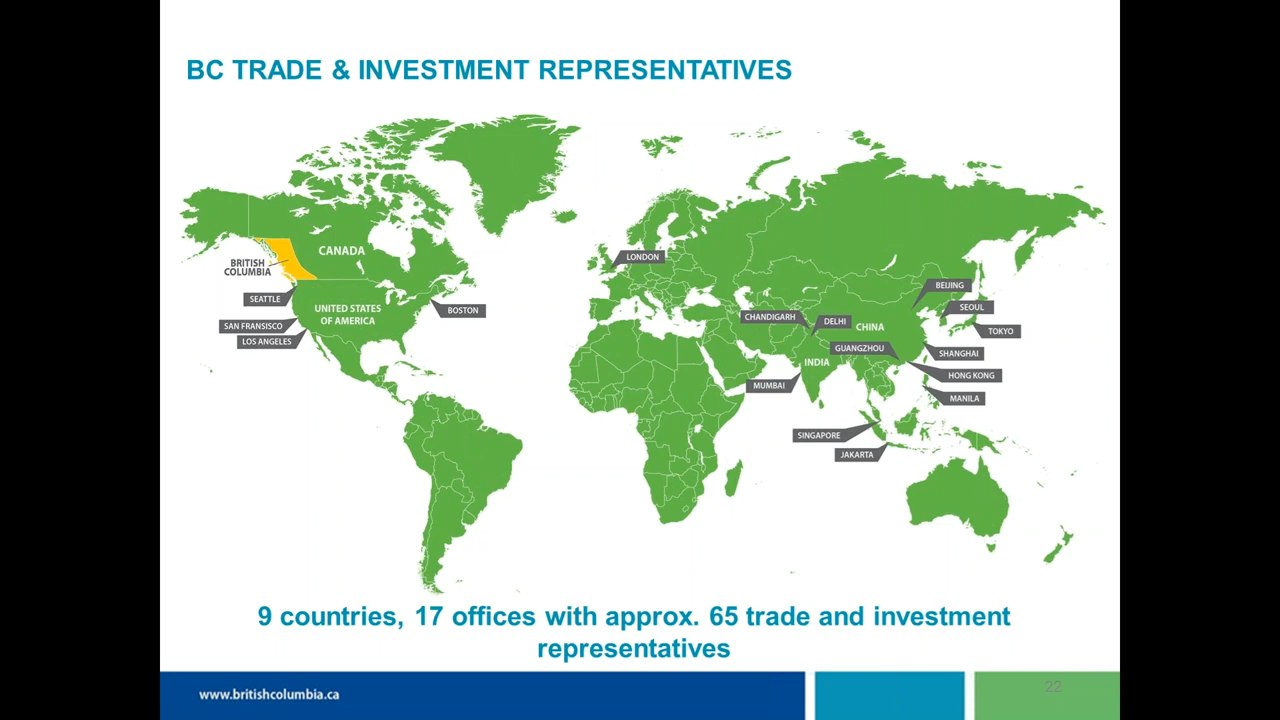 BC TRADE & INVESTMENT REPRESENTATIVES
CANADA
BRITISH
COLUMBIA
LONDON
SEATTLE
UNITED STATES
OF AMERICA
BOSTON
SAN FRANSISCO
LOS ANGELES
BEIJING
SEOUL
CHANDIGARH
DELHI
CHINA
TOKYO
GUANGZHOU
SHANGHAI
INDIA
HONG KONG
MUMBAI
MANILA
SINGAPORE
JAKARTA
9 countries, 17 offices with approx. 65 trade and investment
representatives
www.britishcolumbia.ca
22